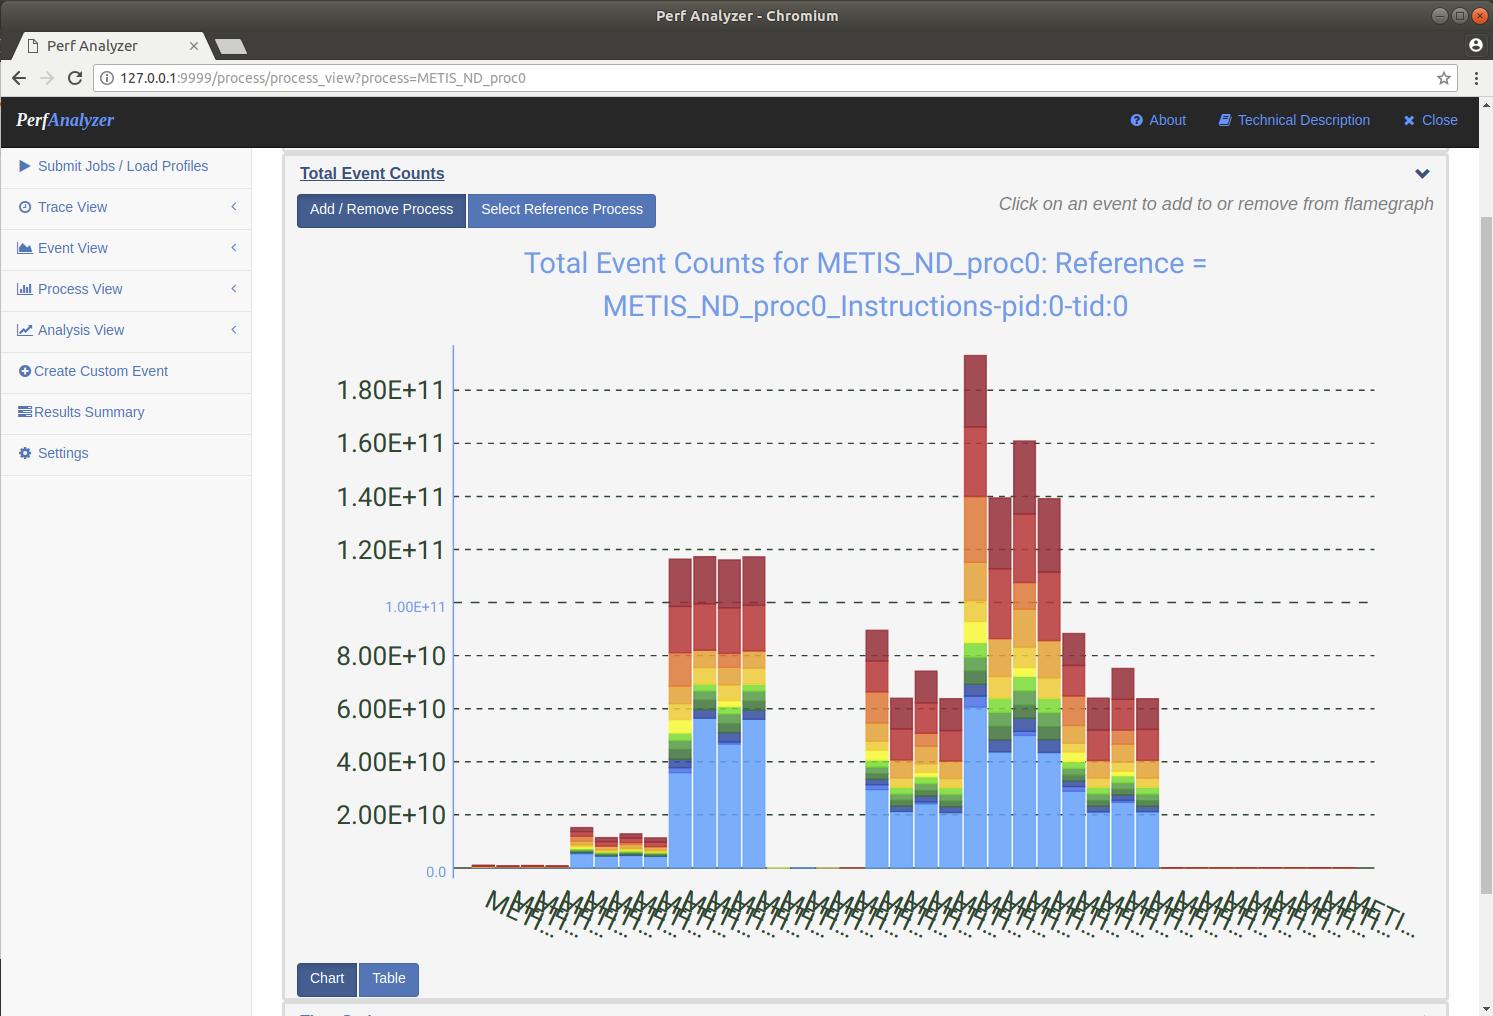 Perf Analyzer - Chromium
Perf Analyzer
127.0.0.1:9999/process/process_view?process=METIS_ND_proc0
PerfAnalyzer
About
Technical Description
Close
Submit Jobs / Load Profiles
Trace View
Event View
Process View
Analysis View
Create Custom Event
Results Summary
Settings
Total Event Counts
Add / Remove Process
Select Reference Process
Click on an event to add to or remove from flamegraph
Total Event Counts for METIS_ND_proc0: Reference =
METIS_ND_proc0_Instructions-pid:0-tid:0
1.80E+11
1.60E+11
1.40E+11
1.20E+11
1.00E+11
8.00E+10
6.00E+10
4.00E+10
2.00E+10
0.0
METI...
Chart
Table